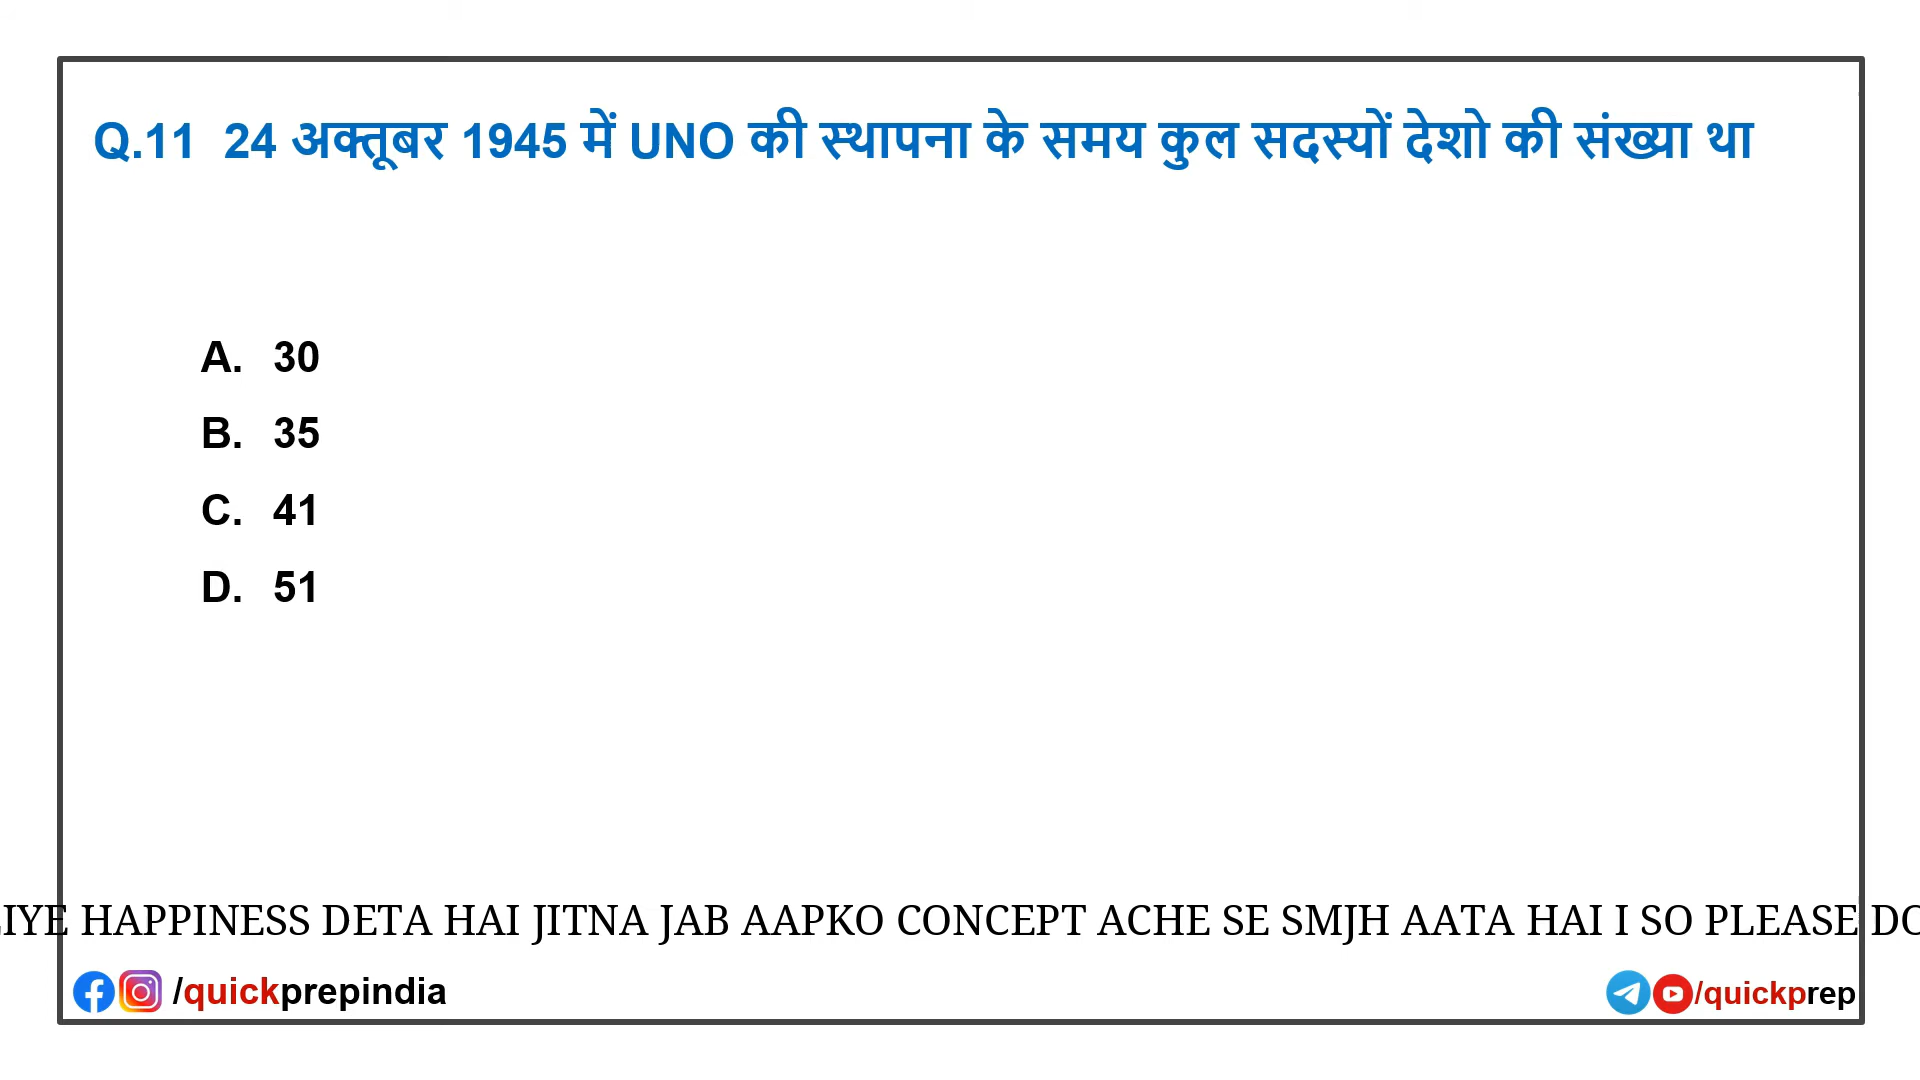 Q.11 24 अक्तूबर 1945 में UNO की स्थापना के समय कुल सदस्यों देशो की संख्या था
A. 30
B. 35
C. 41
D. 51
HAPPINESS DETA HAI JITNA JAB AAPKO CONCEPT ACHE SE SMJH AATA HAI I SO PLEASE
/quickprepindia
/quickprep